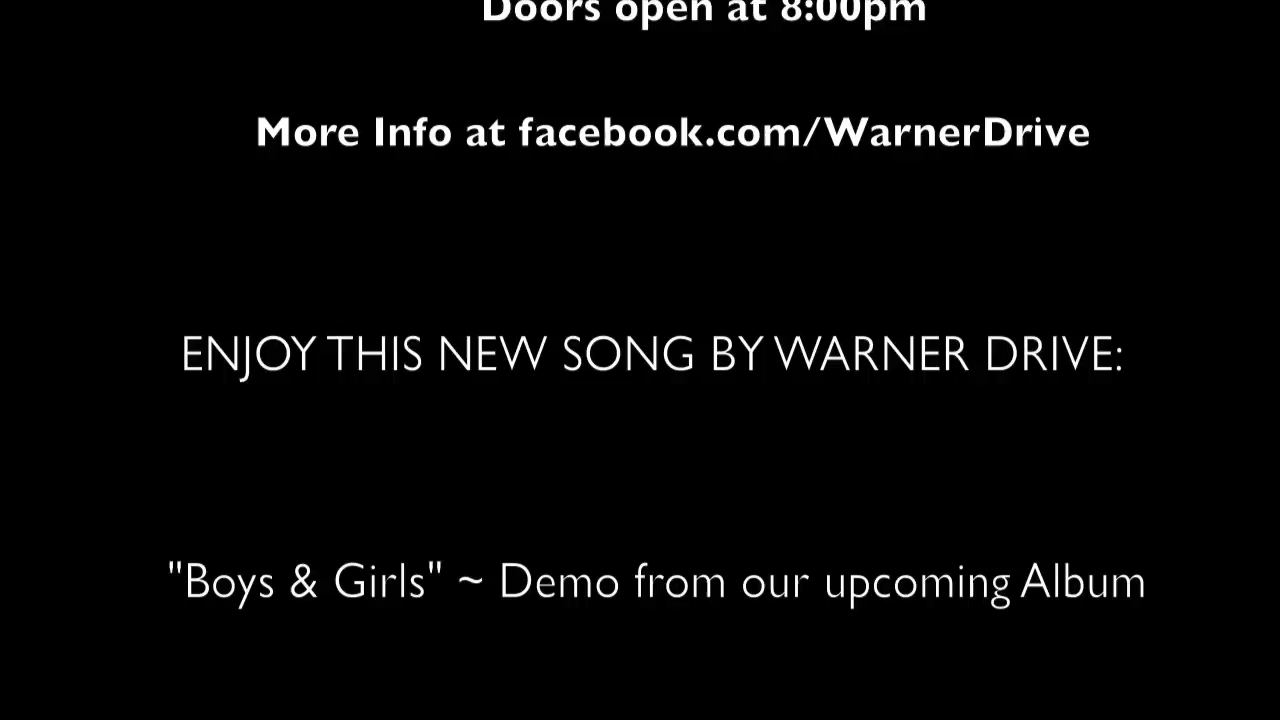 Doors open at 8:00pm
More Info at facebook.com/WarnerDrive
ENJOY THIS NEW SONG BY WARNER DRIVE:
"Boys & Girls" ~ Demo from our upcoming Album